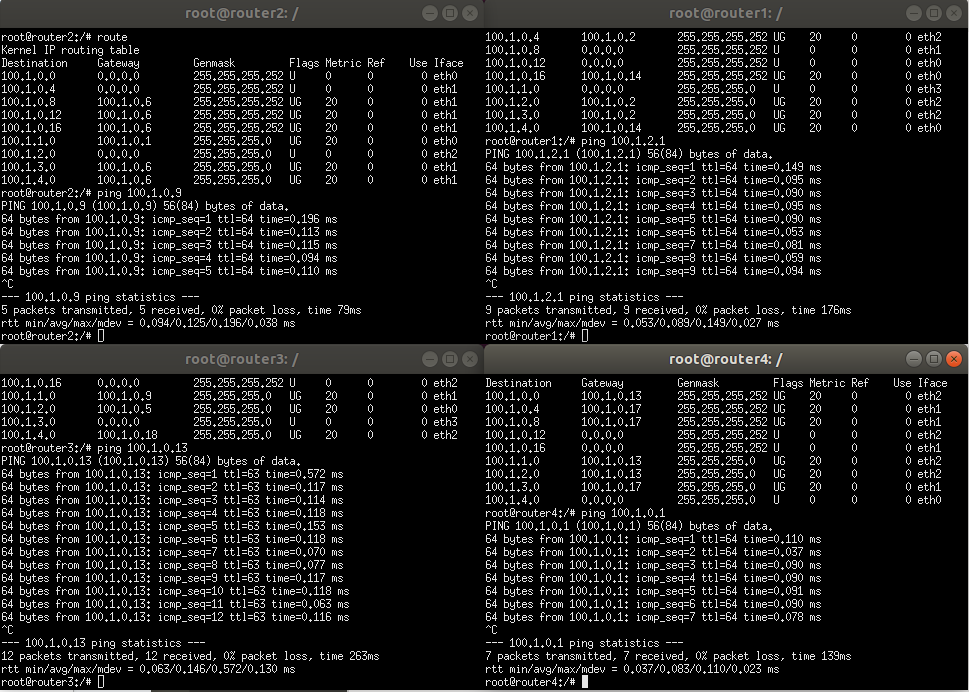 root@router2: /
root@router2:/# route
Kernel IP routing table
Destination Gateway Genmask Flags Metric Ref Use Iface
100.1.0.0 0.0.0.0 255.255.255.252 U 0 0 0 eth0
100.1.0.4 0.0.0.0 255.255.255.252 U 0 0 0 eth1
100.1.0.8 100.1.0.6 255.255.255.252 UG 20 0 0 eth1
100.1.0.12 100.1.0.6 255.255.255.252 UG 20 0 0 eth1
100.1.0.16 100.1.0.6 255.255.255.252 UG 20 0 0 eth1
100.1.1.0 100.1.0.1 255.255.255.0 UG 20 0 0 eth0
100.1.2.0 0.0.0.0 255.255.255.0 U 0 0 0 eth2
100.1.3.0 100.1.0.6 255.255.255.0 UG 20 0 0 eth1
100.1.4.0 100.1.0.6 255.255.255.0 UG 20 0 0 eth1
root@router2:/# ping 100.1.0.9
PING 100.1.0.9 (100.1.0.9) 56(84) bytes of data.
64 bytes from 100.1.0.9: icmp_seq=1 ttl=64 time=0.196 ms
64 bytes from 100.1.0.9: icmp_seq=2 ttl=64 time=0.113 ms
64 bytes from 100.1.0.9: icmp_seq=3 ttl=64 time=0.115 ms
64 bytes from 100.1.0.9: icmp_seq=4 ttl=64 time=0.094 ms
64 bytes from 100.1.0.9: icmp_seq=5 ttl=64 time=0.110 ms
^C
--- 100.1.0.9 ping statistics ---
5 packets transmitted, 5 received, 0% packet loss, time 79ms
rtt min/avg/max/mdev = 0.094/0.125/0.196/0.038 ms
root@router2:/#
root@router1: /
100.1.0.4 100.1.0.2 255.255.255.252 UG 20 0 0 eth2
100.1.0.8 0.0.0.0 255.255.255.252 U 0 0 0 eth1
100.1.0.12 0.0.0.0 255.255.255.252 U 0 0 0 eth0
100.1.0.16 100.1.0.14 255.255.255.252 UG 20 0 0 eth0
100.1.1.0 0.0.0.0 255.255.255.0 U 0 0 0 eth3
100.1.2.0 100.1.0.2 255.255.255.0 UG 20 0 0 eth2
100.1.3.0 100.1.0.2 255.255.255.0 UG 20 0 0 eth2
100.1.4.0 100.1.0.14 255.255.255.0 UG 20 0 0 eth0
root@router1:/# ping 100.1.2.1
PING 100.1.2.1 (100.1.2.1) 56(84) bytes of data.
64 bytes from 100.1.2.1: icmp_seq=1 ttl=64 time=0.149 ms
64 bytes from 100.1.2.1: icmp_seq=2 ttl=64 time=0.095 ms
64 bytes from 100.1.2.1: icmp_seq=3 ttl=64 time=0.090 ms
64 bytes from 100.1.2.1: icmp_seq=4 ttl=64 time=0.095 ms
64 bytes from 100.1.2.1: icmp_seq=5 ttl=64 time=0.090 ms
64 bytes from 100.1.2.1: icmp_seq=6 ttl=64 time=0.053 ms
64 bytes from 100.1.2.1: icmp_seq=7 ttl=64 time=0.081 ms
64 bytes from 100.1.2.1: icmp_seq=8 ttl=64 time=0.059 ms
64 bytes from 100.1.2.1: icmp_seq=9 ttl=64 time=0.094 ms
^C
--- 100.1.2.1 ping statistics ---
9 packets transmitted, 9 received, 0% packet loss, time 176ms
rtt min/avg/max/mdev = 0.053/0.089/0.149/0.027 ms
root@router1:/#
root@router3: /
100.1.0.16 0.0.0.0 255.255.255.252 U 0 0 0 eth2
100.1.1.0 100.1.0.9 255.255.255.0 UG 20 0 0 eth1
100.1.2.0 100.1.0.5 255.255.255.0 UG 20 0 0 eth0
100.1.3.0 0.0.0.0 255.255.255.0 U 0 0 0 eth3
100.1.4.0 100.1.0.18 255.255.255.0 UG 20 0 0 eth2
root@router3:/# ping 100.1.0.13
PING 100.1.0.13 (100.1.0.13) 56(84) bytes of data.
64 bytes from 100.1.0.13: icmp_seq=1 ttl=63 time=0.572 ms
64 bytes from 100.1.0.13: icmp_seq=2 ttl=63 time=0.117 ms
64 bytes from 100.1.0.13: icmp_seq=3 ttl=63 time=0.114 ms
64 bytes from 100.1.0.13: icmp_seq=4 ttl=63 time=0.118 ms
64 bytes from 100.1.0.13: icmp_seq=5 ttl=63 time=0.153 ms
64 bytes from 100.1.0.13: icmp_seq=6 ttl=63 time=0.118 ms
64 bytes from 100.1.0.13: icmp_seq=7 ttl=63 time=0.070 ms
64 bytes from 100.1.0.13: icmp_seq=8 ttl=63 time=0.077 ms
64 bytes from 100.1.0.13: icmp_seq=9 ttl=63 time=0.117 ms
64 bytes from 100.1.0.13: icmp_seq=10 ttl=63 time=0.118 ms
64 bytes from 100.1.0.13: icmp_seq=11 ttl=63 time=0.063 ms
64 bytes from 100.1.0.13: icmp_seq=12 ttl=63 time=0.116 ms
^C
--- 100.1.0.13 ping statistics ---
12 packets transmitted, 12 received, 0% packet loss, time 263ms
rtt min/avg/max/mdev = 0.063/0.146/0.572/0.130 ms
root@router3:/#
root@router4: /
Destination Gateway Genmask Flags Metric Ref Use Iface
100.1.0.0 100.1.0.13 255.255.255.252 UG 20 0 0 eth2
100.1.0.4 100.1.0.17 255.255.255.252 UG 20 0 0 eth1
100.1.0.8 100.1.0.17 255.255.255.252 UG 20 0 0 eth1
100.1.0.12 0.0.0.0 255.255.255.252 U 0 0 0 eth2
100.1.0.16 0.0.0.0 255.255.255.252 U 0 0 0 eth1
100.1.1.0 100.1.0.13 255.255.255.0 UG 20 0 0 eth2
100.1.2.0 100.1.0.13 255.255.255.0 UG 20 0 0 eth2
100.1.3.0 100.1.0.17 255.255.255.0 UG 20 0 0 eth1
100.1.4.0 0.0.0.0 255.255.255.0 U 0 0 0 eth0
root@router4:/# ping 100.1.0.1
PING 100.1.0.1 (100.1.0.1) 56(84) bytes of data.
64 bytes from 100.1.0.1: icmp_seq=1 ttl=64 time=0.110 ms
64 bytes from 100.1.0.1: icmp_seq=2 ttl=64 time=0.037 ms
64 bytes from 100.1.0.1: icmp_seq=3 ttl=64 time=0.090 ms
64 bytes from 100.1.0.1: icmp_seq=4 ttl=64 time=0.090 ms
64 bytes from 100.1.0.1: icmp_seq=5 ttl=64 time=0.091 ms
64 bytes from 100.1.0.1: icmp_seq=6 ttl=64 time=0.090 ms
64 bytes from 100.1.0.1: icmp_seq=7 ttl=64 time=0.078 ms
^C
--- 100.1.0.1 ping statistics ---
7 packets transmitted, 7 received, 0% packet loss, time 139ms
rtt min/avg/max/mdev = 0.037/0.083/0.110/0.023 ms
root@router4:/#